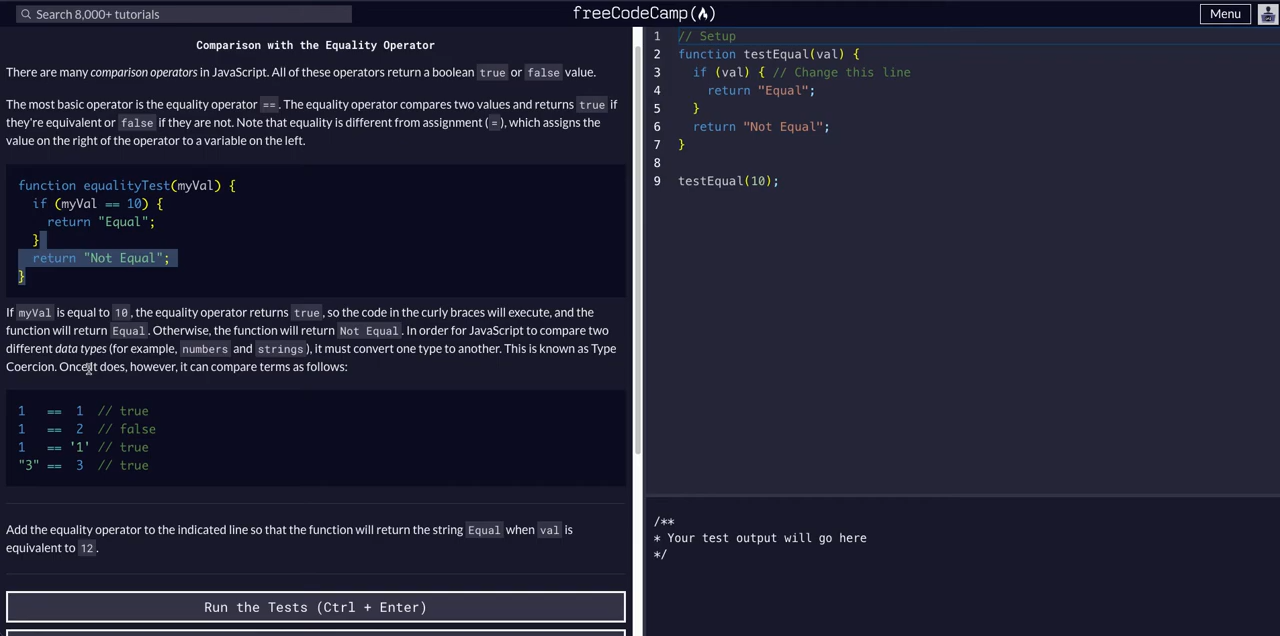 Search 8,000+ tutorials
freeCodeCamp(🔥)
Menu
Comparison with the Equality Operator
There are many comparison operators in JavaScript. All of these operators return a boolean true or false value.
The most basic operator is the equality operator ==. The equality operator compares two values and returns true if
they're equivalent or false if they are not. Note that equality is different from assignment (=), which assigns the
value on the right of the operator to a variable on the left.
function equalityTest(myVal) {
  if (myVal == 10) {
    return "Equal";
  }
  return "Not Equal";
}
If myVal is equal to 10, the equality operator returns true, so the code in the curly braces will execute, and the
function will return Equal. Otherwise, the function will return Not Equal. In order for JavaScript to compare two
different data types (for example, numbers and strings), it must convert one type to another. This is known as Type
Coercion. Once it does, however, it can compare terms as follows:
1   ==  1  // true
1   ==  2  // false
1   == '1' // true
"3" ==  3  // true
Add the equality operator to the indicated line so that the function will return the string Equal when val is
equivalent to 12.
Run the Tests (Ctrl + Enter)
1 // Setup
2 function testEqual(val) {
3   if (val) { // Change this line
4     return "Equal";
5   }
6   return "Not Equal";
7 }
8
9 testEqual(10);
/**
* Your test output will go here
*/